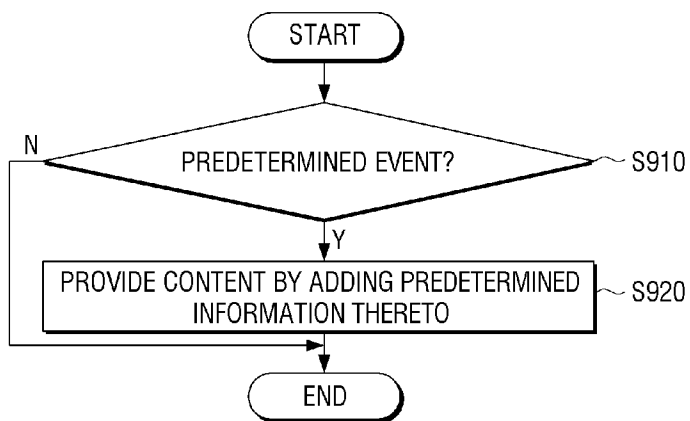 START
N
PREDETERMINED EVENT?
S910
Y
PROVIDE CONTENT BY ADDING PREDETERMINED
INFORMATION THERETO
S920
END